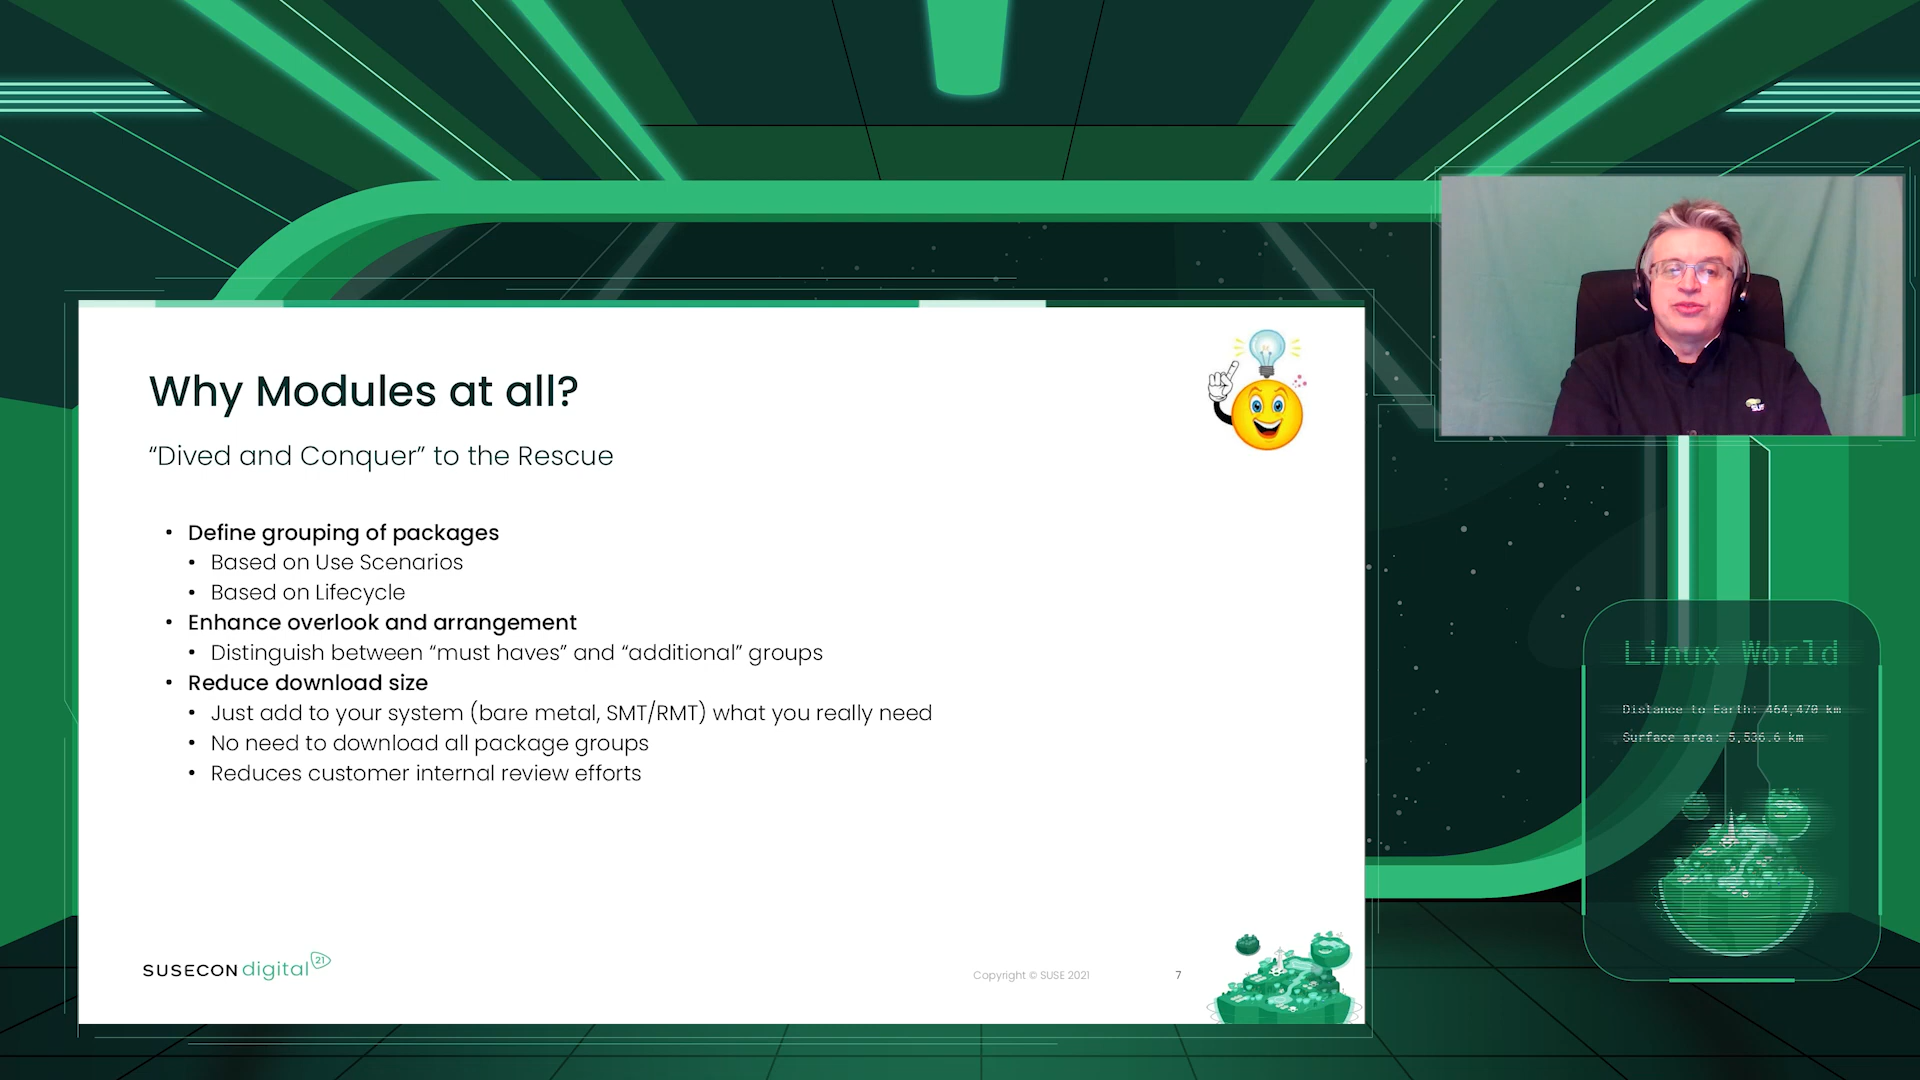 Why Modules at all?
“Dived and Conquer” to the Rescue
• Define grouping of packages
• Based on Use Scenarios
• Based on Lifecycle
• Enhance overlook and arrangement
• Distinguish between “must haves” and “additional” groups
• Reduce download size
• Just add to your system (bare metal, SMT/RMT) what you really need
• No need to download all package groups
• Reduces customer internal review efforts
SUSECON digital 21
Copyright © SUSE 2021
7
Linux World
Distance to Earth: 464,470 km
Surface area: 5,536.6 km